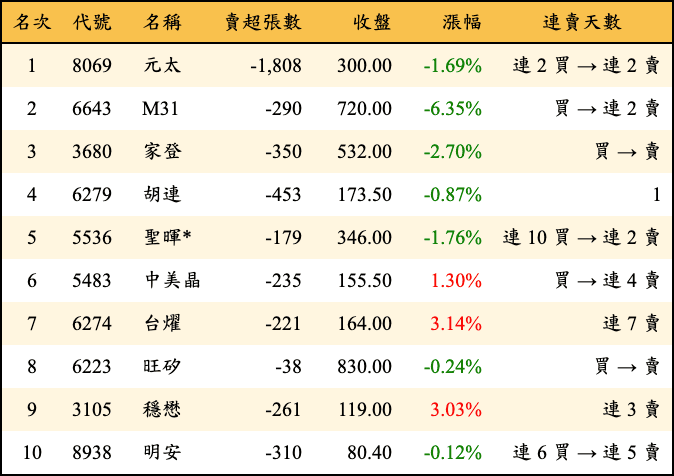 名次 代號 名稱 賣超張數 收盤 漲幅 連賣天數
1 8069 元太 -1,808 300.00 -1.69% 連 2 買 → 連 2 賣
2 6643 M31 -290 720.00 -6.35% 買 → 連 2 賣
3 3680 家登 -350 532.00 -2.70% 買 → 賣
4 6279 胡連 -453 173.50 -0.87% 1
5 5536 聖暉* -179 346.00 -1.76% 連 10 買 → 連 2 賣
6 5483 中美晶 -235 155.50 1.30% 買 → 連 4 賣
7 6274 台燿 -221 164.00 3.14% 連 7 賣
8 6223 旺矽 -38 830.00 -0.24% 買 → 賣
9 3105 穩懋 -261 119.00 3.03% 連 3 賣
10 8938 明安 -310 80.40 -0.12% 連 6 買 → 連 5 賣